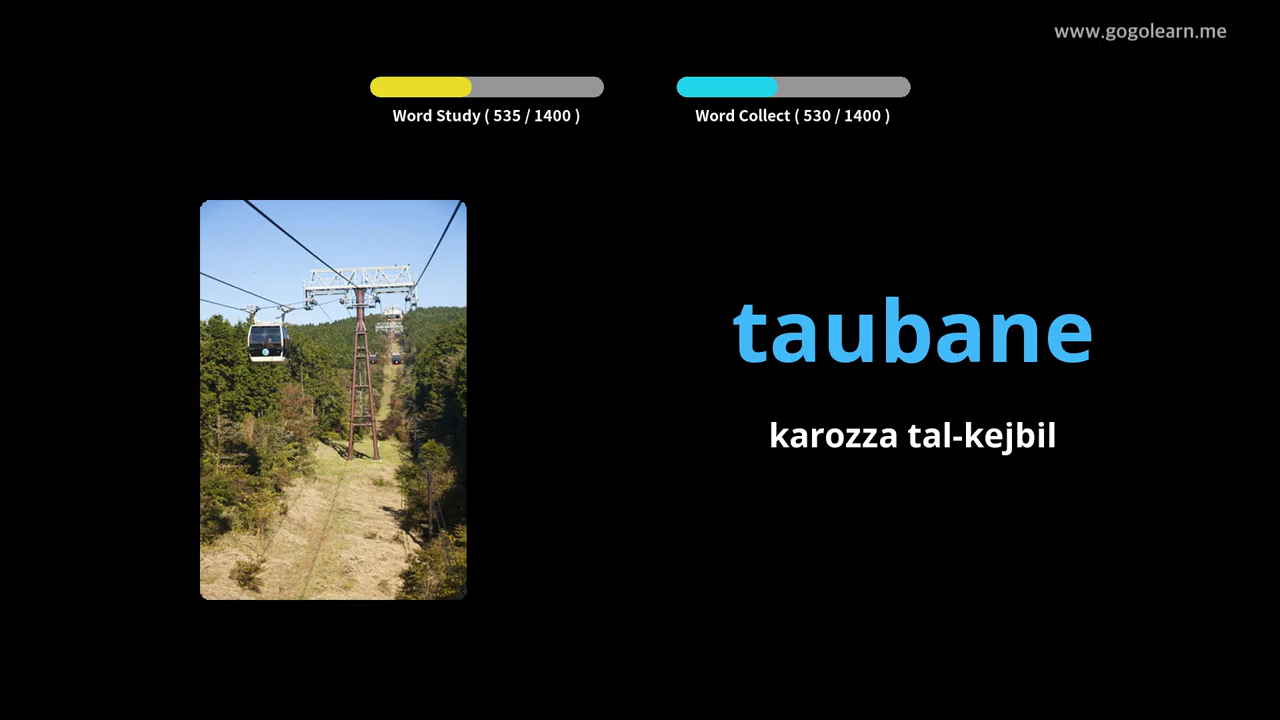 www.gogolearn.me
Word Study ( 535 / 1400 )
Word Collect ( 530 / 1400 )
taubane
karozza tal-kejbil